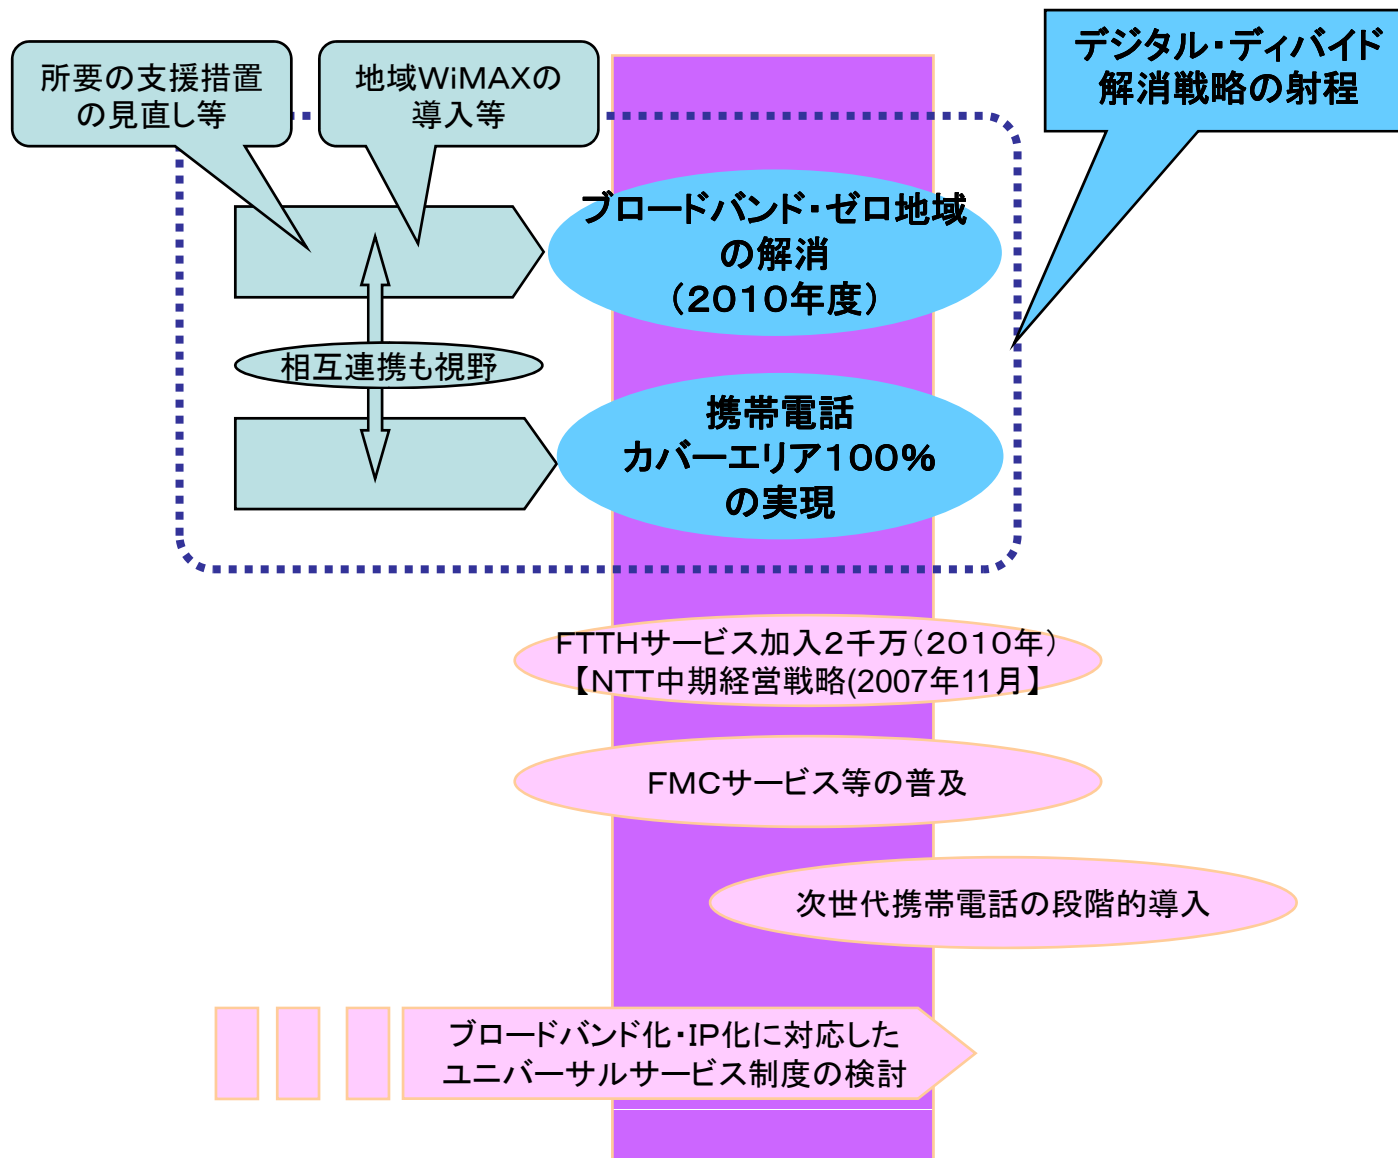 所要の支援措置
の見直し等
地域WiMAXの
導入等
デジタル・ディバイド
解消戦略の射程
ブロードバンド・ゼロ地域
の解消
（2010年度）
相互連携も視野
携帯電話
カバーエリア100％
の実現
FTTHサービス加入2千万（2010年）
【NTT中期経営戦略(2007年11月】
FMCサービス等の普及
次世代携帯電話の段階的導入
ブロードバンド化・IP化に対応した
ユニバーサルサービス制度の検討